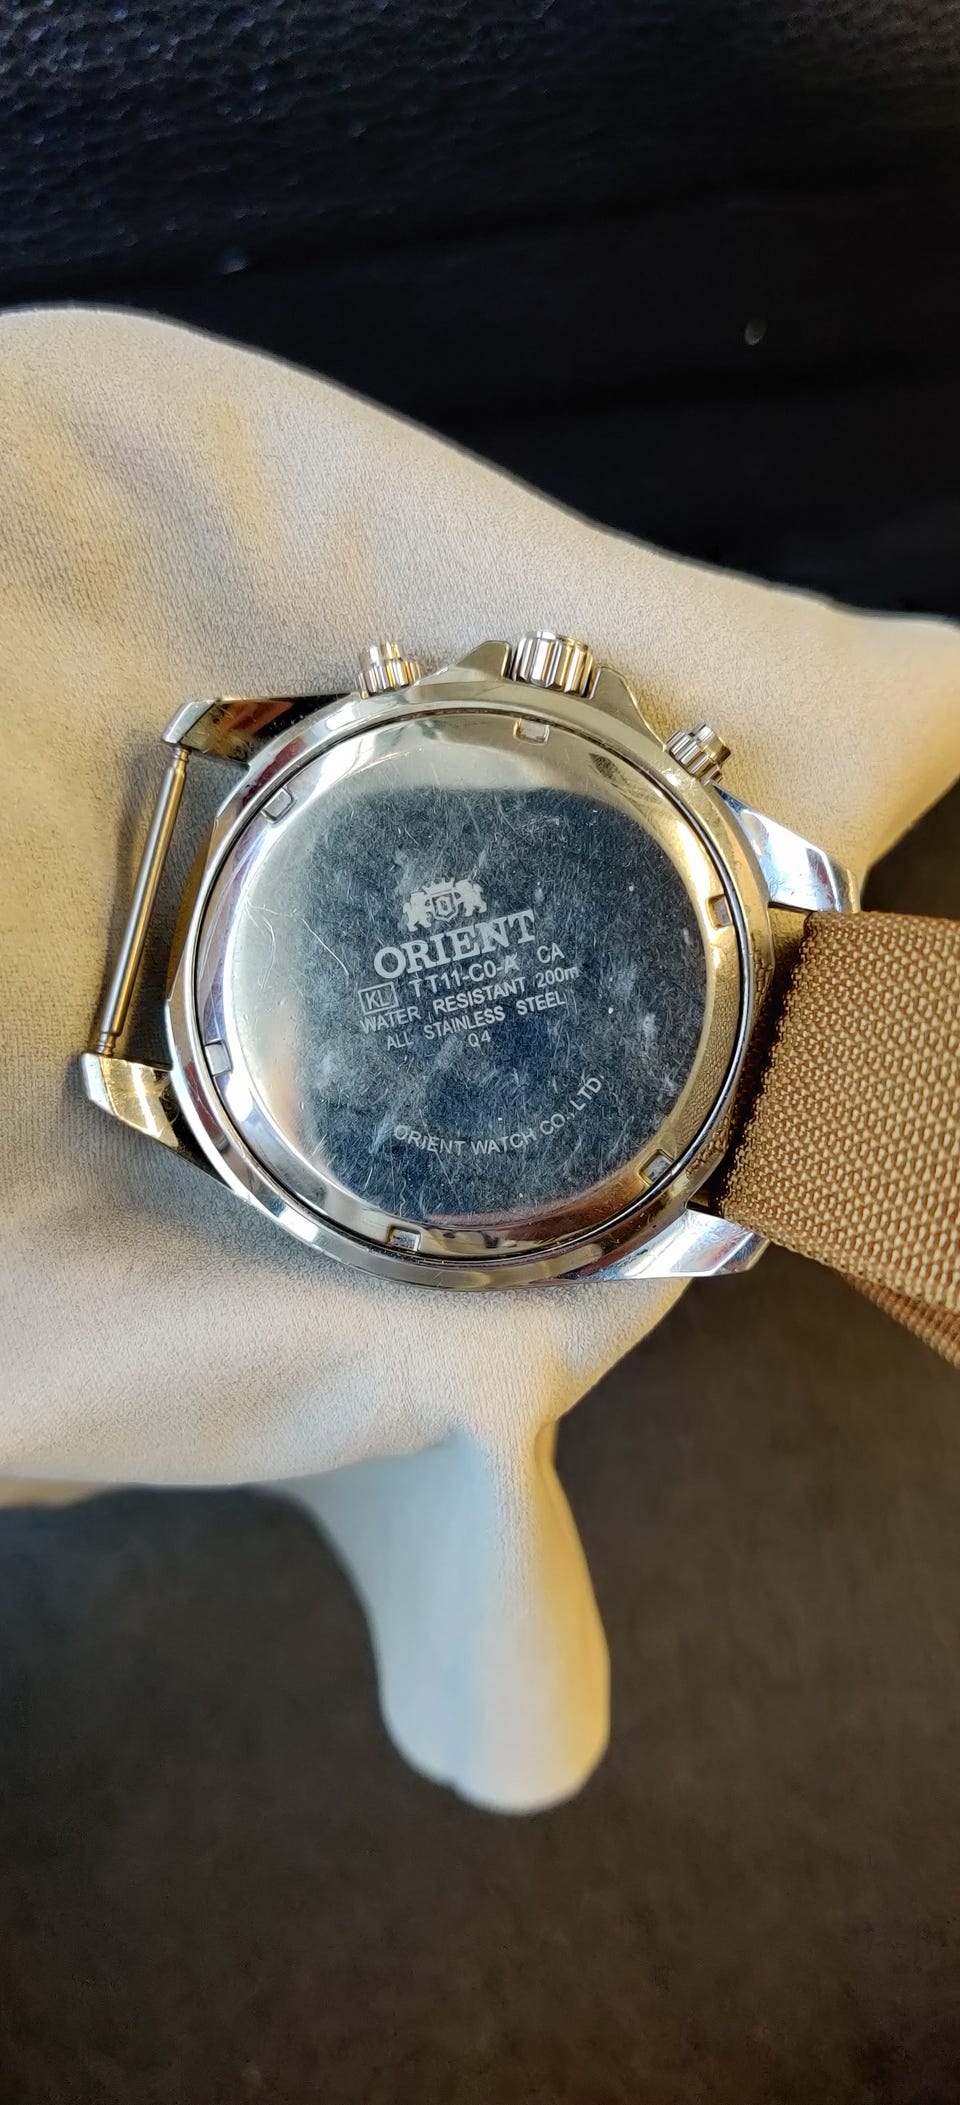 ORIENT
KL TT11-C0-A CA
WATER RESISTANT 200m
ALL STAINLESS STEEL
Q4
ORIENT WATCH CO.,LTD.